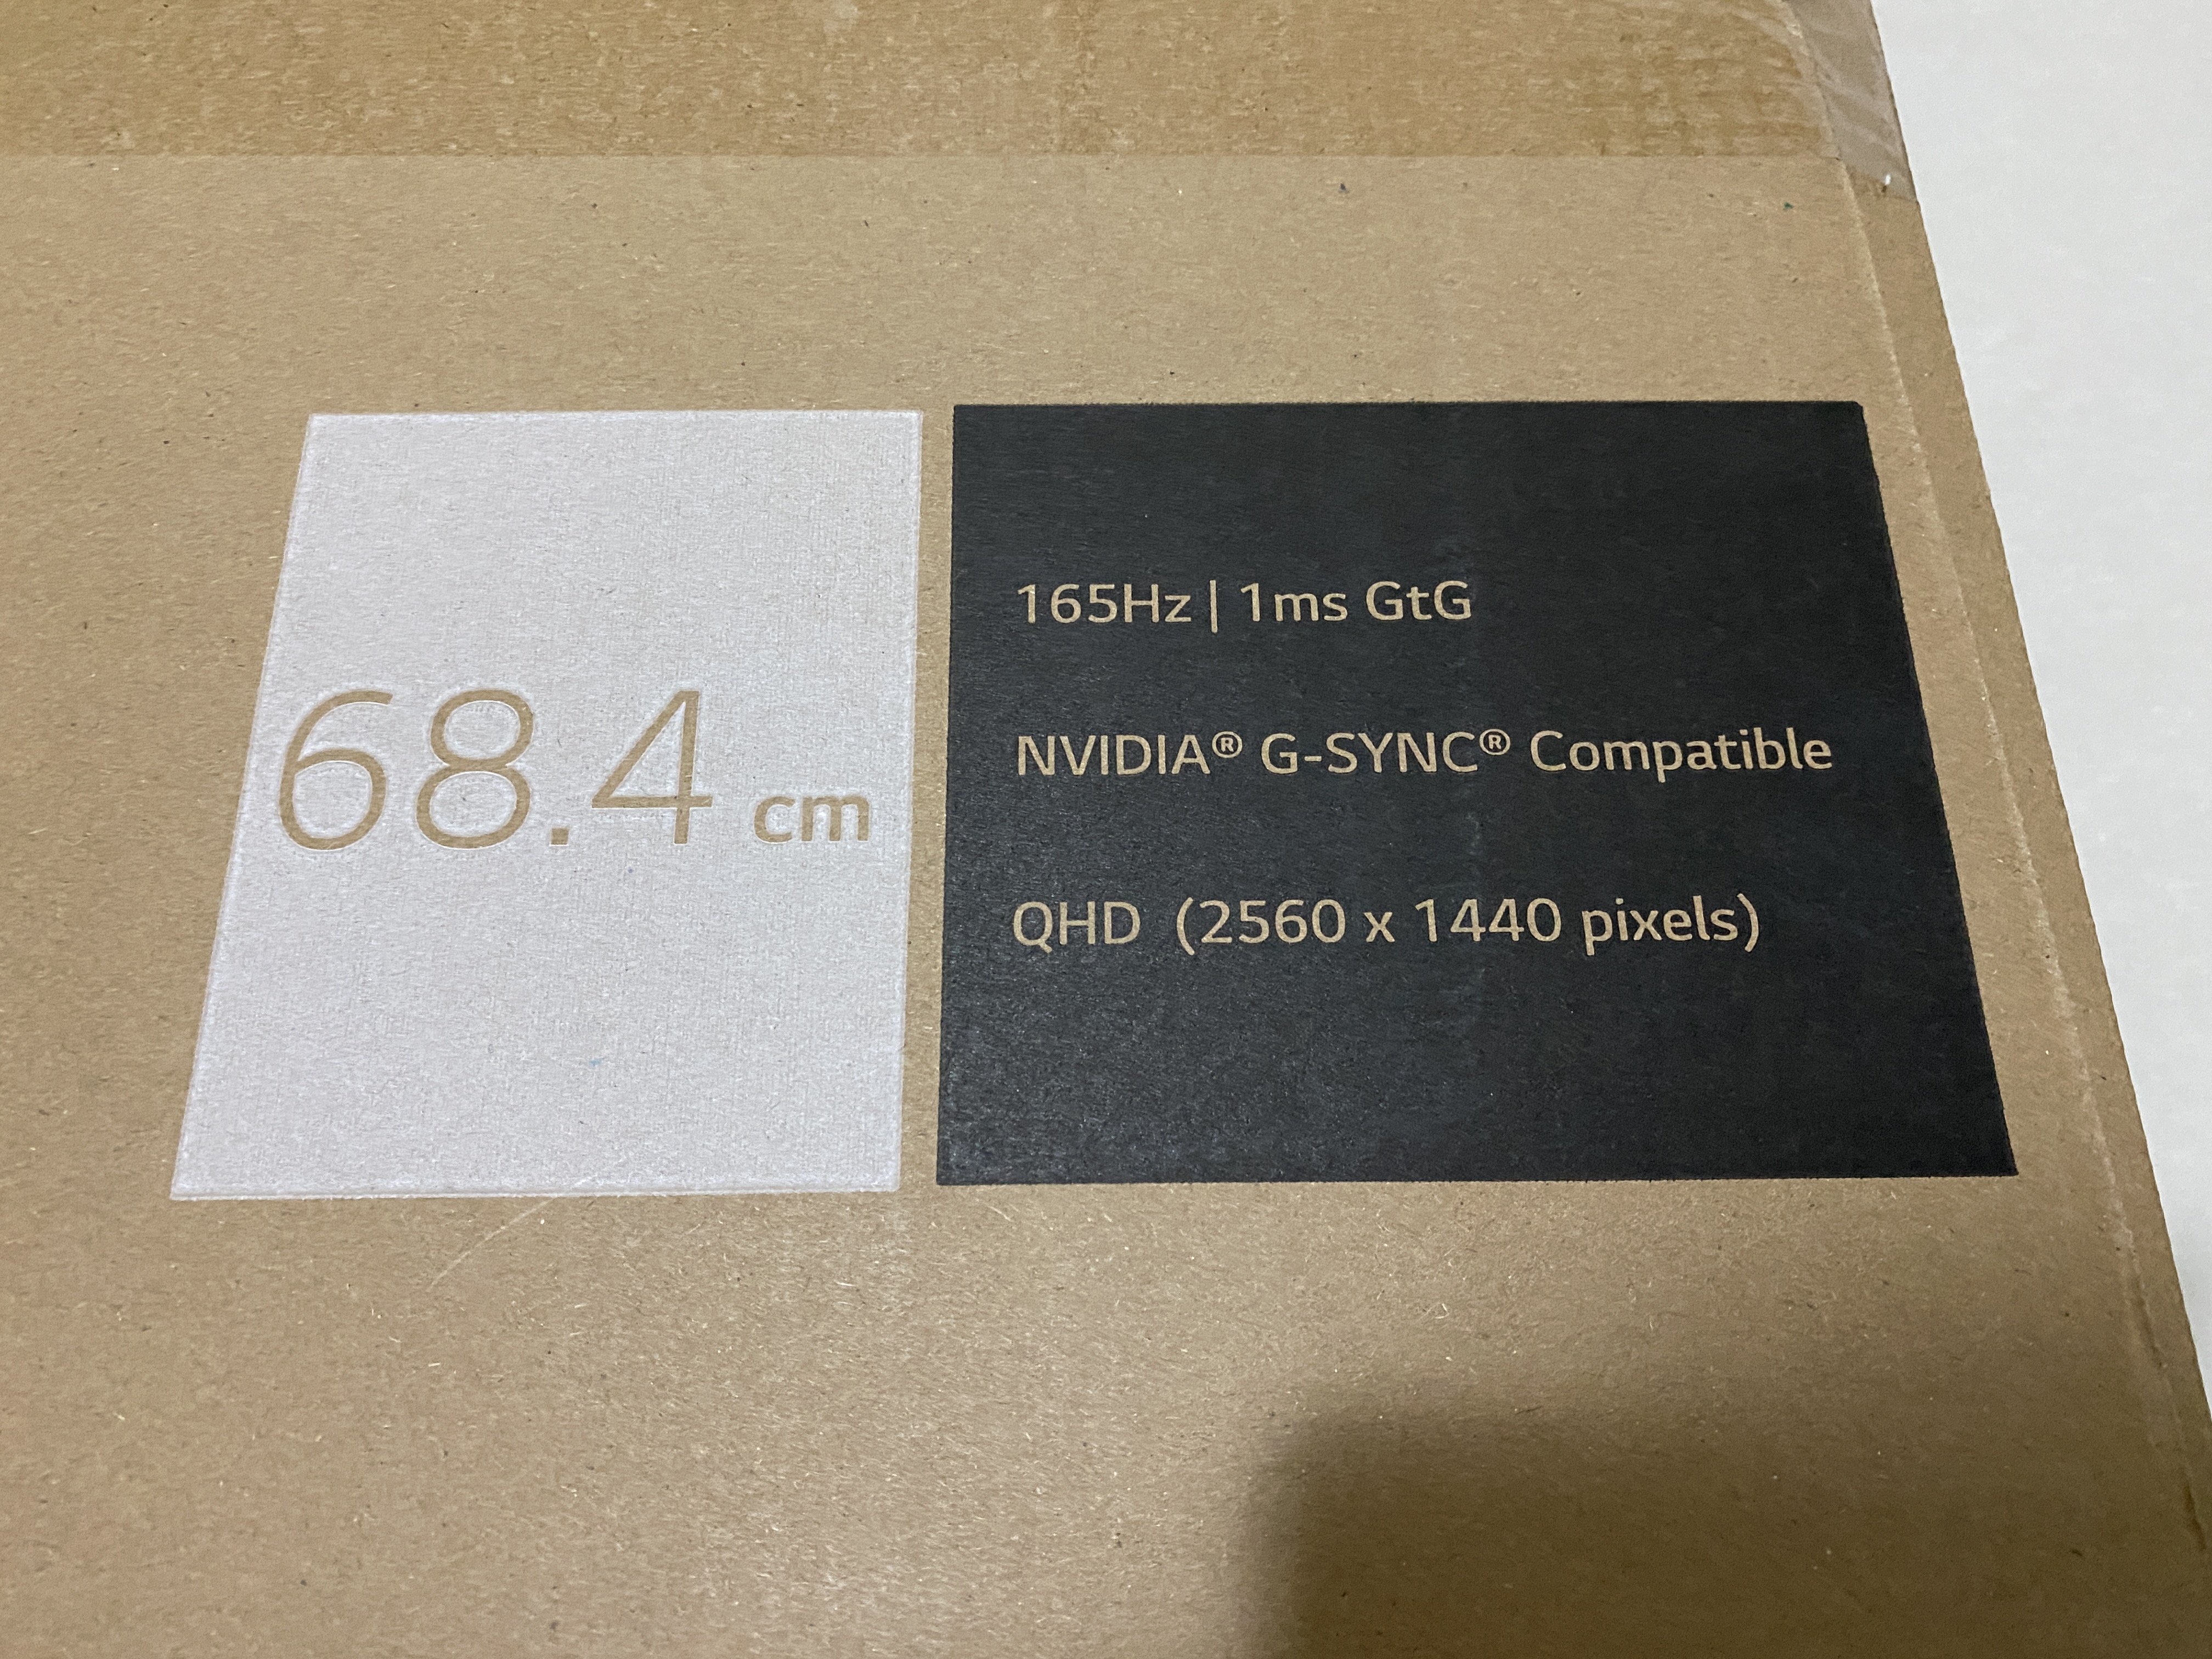 68.4 cm
165Hz | 1ms GtG
NVIDIA® G-SYNC® Compatible
QHD (2560 x 1440 pixels)